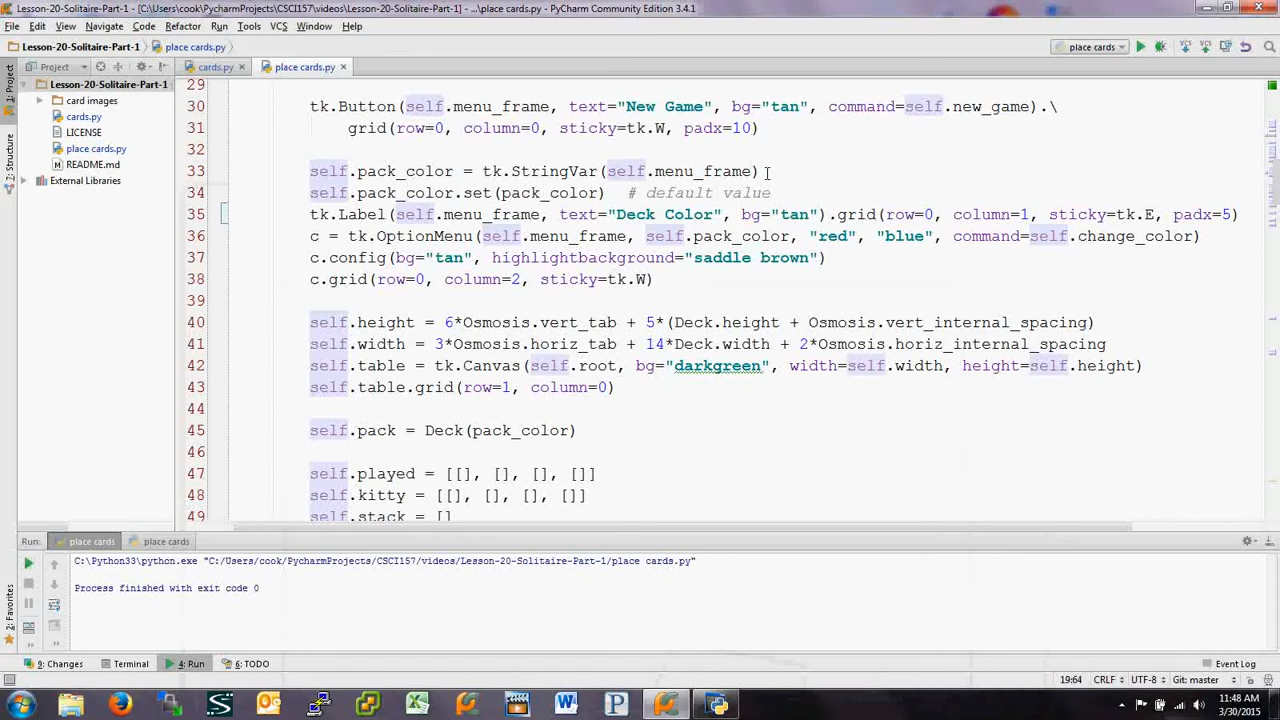 Lesson-20-Solitaire-Part-1 - [C:\Users\cook\PycharmProjects\CSCI157\videos\Lesson-20-Solitaire-Part-1] - ...\place cards.py - PyCharm Community Edition 3.4.1
File Edit View Navigate Code Refactor Run Tools VCS Window Help
Lesson-20-Solitaire-Part-1 place cards.py place cards
Project cards.py place cards.py
Lesson-20-Solitaire-Part-1
card images
cards.py
LICENSE
place cards.py
README.md
External Libraries
1: Project
7: Structure
2: Favorites
29
30 tk.Button(self.menu_frame, text="New Game", bg="tan", command=self.new_game).\
31 grid(row=0, column=0, sticky=tk.W, padx=10)
32
33 self.pack_color = tk.StringVar(self.menu_frame)
34 self.pack_color.set(pack_color)  # default value
35 tk.Label(self.menu_frame, text="Deck Color", bg="tan").grid(row=0, column=1, sticky=tk.E, padx=5)
36 c = tk.OptionMenu(self.menu_frame, self.pack_color, "red", "blue", command=self.change_color)
37 c.config(bg="tan", highlightbackground="saddle brown")
38 c.grid(row=0, column=2, sticky=tk.W)
39
40 self.height = 6*Osmosis.vert_tab + 5*(Deck.height + Osmosis.vert_internal_spacing)
41 self.width = 3*Osmosis.horiz_tab + 14*Deck.width + 2*Osmosis.horiz_internal_spacing
42 self.table = tk.Canvas(self.root, bg="darkgreen", width=self.width, height=self.height)
43 self.table.grid(row=1, column=0)
44
45 self.pack = Deck(pack_color)
46
47 self.played = [[], [], [], []]
48 self.kitty = [[], [], [], []]
49 self.stack = []
Run: place cards place cards
C:\Python33\python.exe "C:/Users/cook/PycharmProjects/CSCI157/videos/Lesson-20-Solitaire-Part-1/place cards.py"
Process finished with exit code 0
9: Changes Terminal 4: Run 6: TODO Event Log
19:64 CRLF UTF-8 Git: master
11:48 AM
3/30/2015